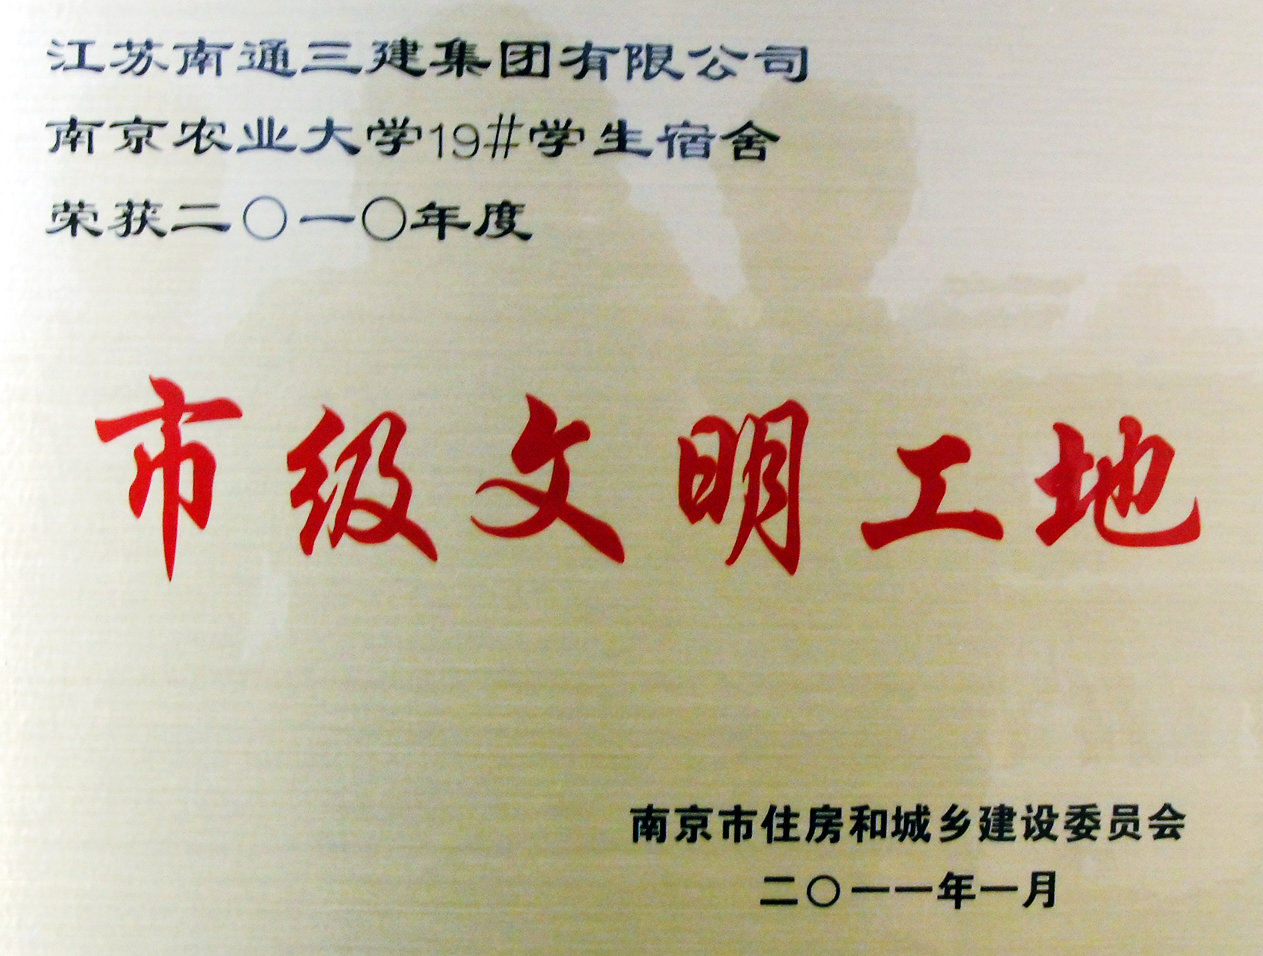 江苏南通三建集团有限公司
南京农业大学19#学生宿舍
荣获二〇一〇年度
市级文明工地
南京市住房和城乡建设委员会
二〇一一年一月